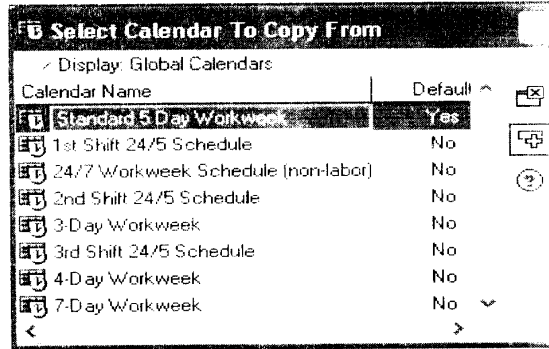 Select Calendar To Copy From
Display: Global Calendars
Calendar Name Default
Standard 5 Day Workweek Yes
1st Shift 24/5 Schedule No
24/7 Workweek Schedule (non-labor) No
2nd Shift 24/5 Schedule No
3-Day Workweek No
3rd Shift 24/5 Schedule No
4-Day Workweek No
7-Day Workweek No